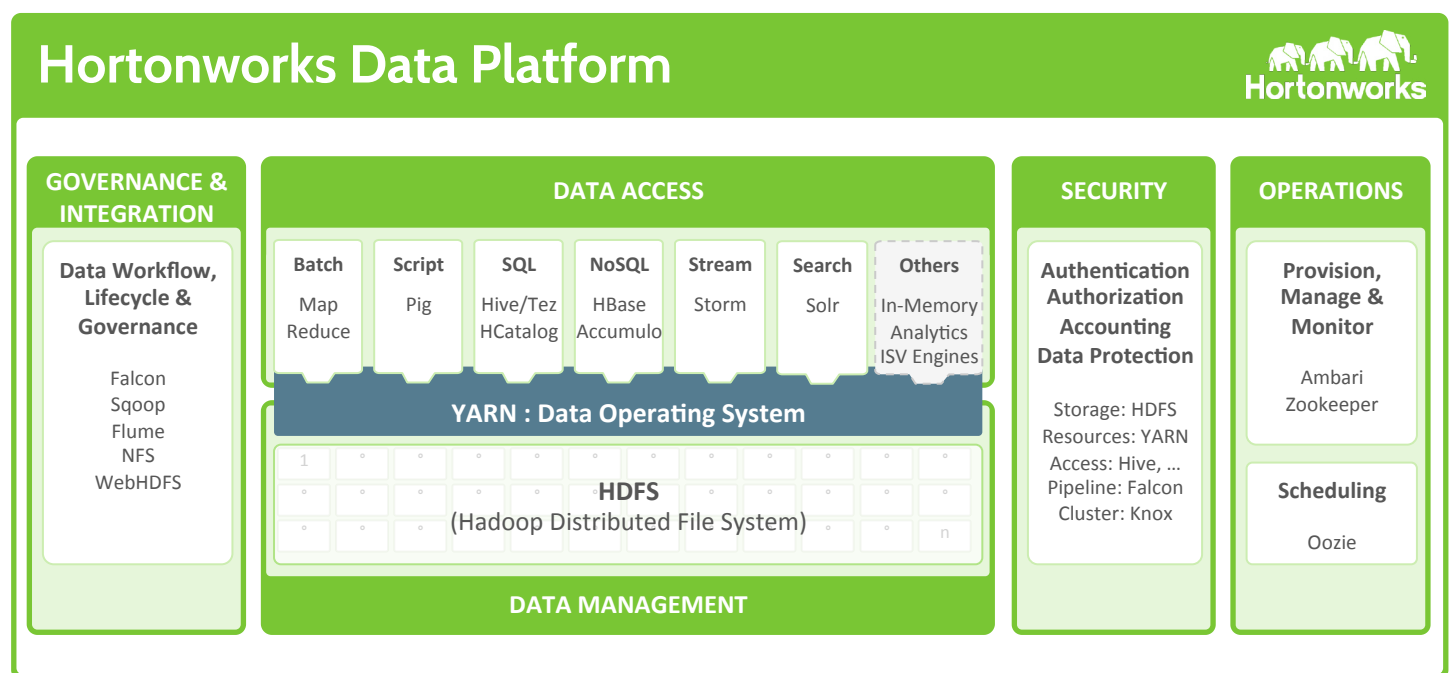 Hortonworks Data Platform
Hortonworks
GOVERNANCE &
INTEGRATION
Data Workflow,
Lifecycle &
Governance
Falcon
Sqoop
Flume
NFS
WebHDFS
DATA ACCESS
Batch
Map
Reduce
Script
Pig
SQL
Hive/Tez
HCatalog
NoSQL
HBase
Accumulo
Stream
Storm
Search
Solr
Others
In-Memory
Analytics
ISV Engines
YARN : Data Operating System
1 ° ° ° ° ° ° ° ° ° ° °
° ° ° ° ° ° ° ° ° ° °
HDFS
(Hadoop Distributed File System)
° ° ° ° ° n
DATA MANAGEMENT
SECURITY
Authentication
Authorization
Accounting
Data Protection
Storage: HDFS
Resources: YARN
Access: Hive, ...
Pipeline: Falcon
Cluster: Knox
OPERATIONS
Provision,
Manage &
Monitor
Ambari
Zookeeper
Scheduling
Oozie